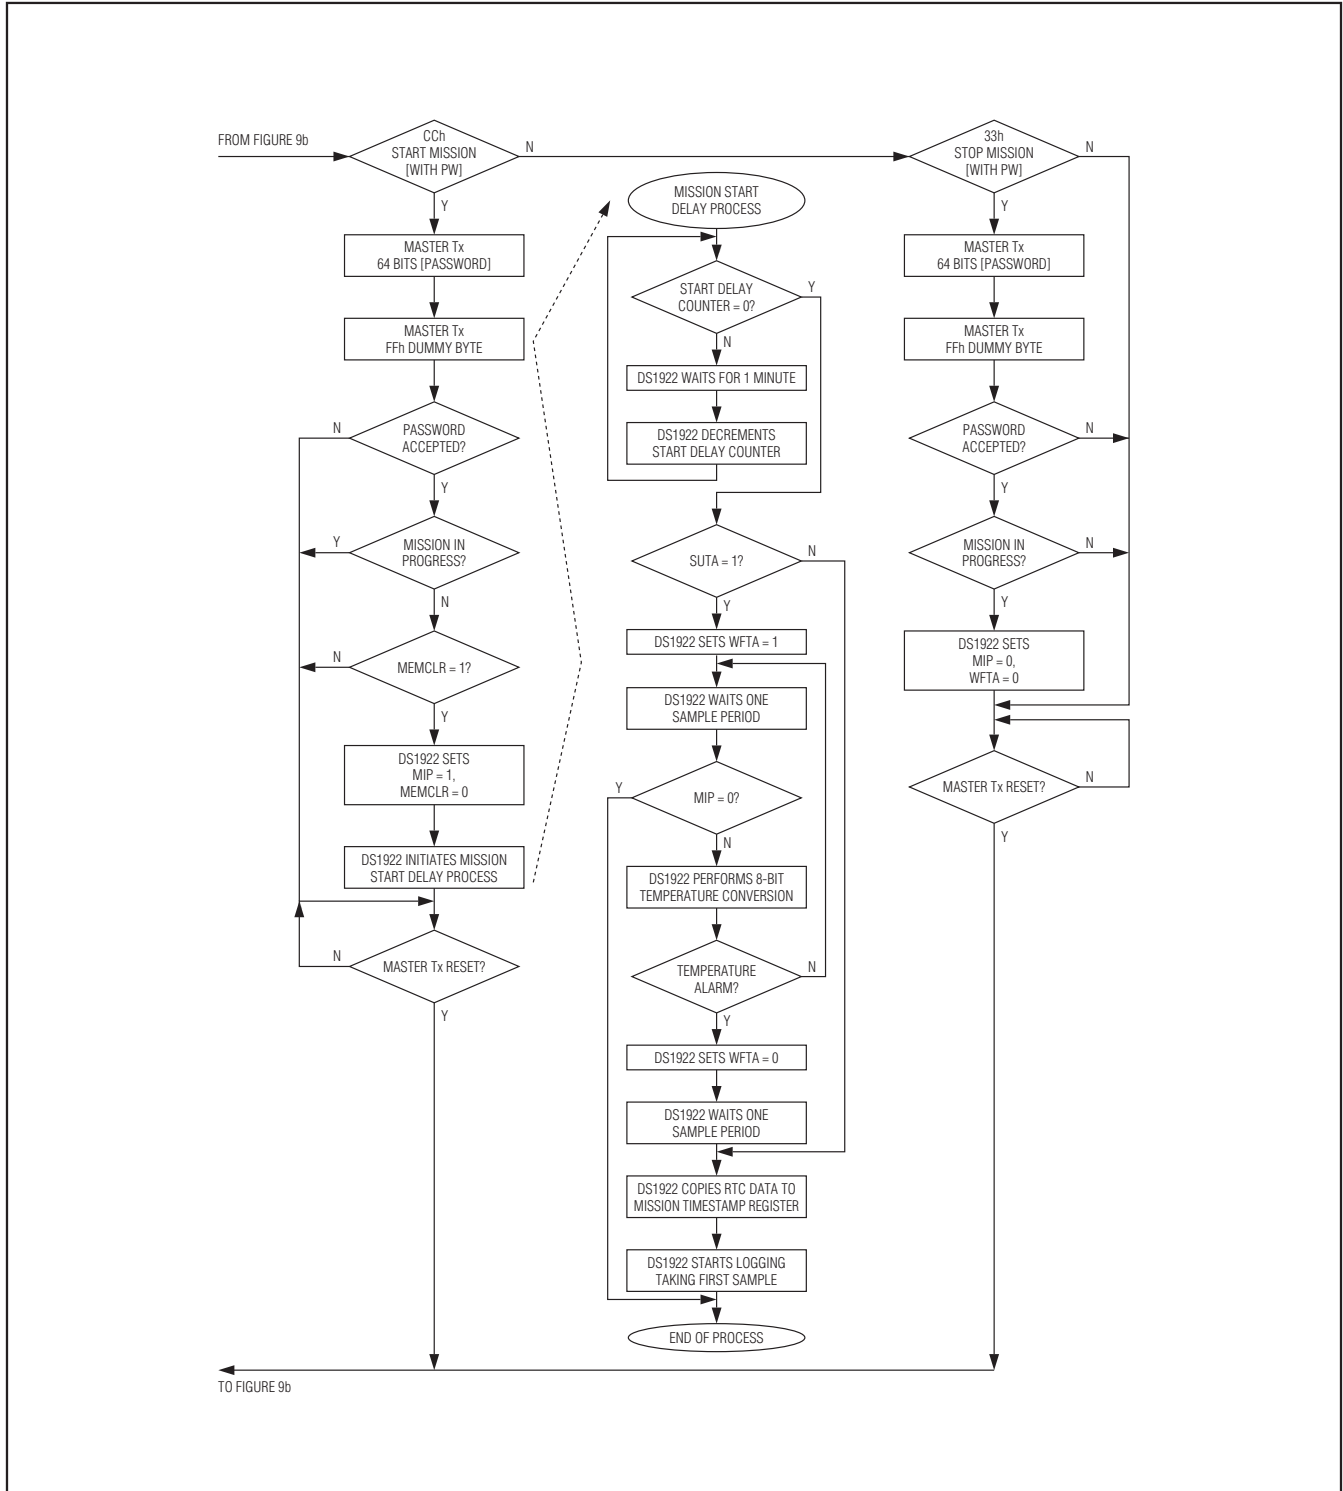 FROM FIGURE 9b
CCh
START MISSION
[WITH PW]
N
Y
MASTER Tx
64 BITS [PASSWORD]
MASTER Tx
FFh DUMMY BYTE
N
PASSWORD
ACCEPTED?
Y
Y
MISSION IN
PROGRESS?
N
N
MEMCLR = 1?
Y
DS1922 SETS
MIP = 1,
MEMCLR = 0
DS1922 INITIATES MISSION
START DELAY PROCESS
N
MASTER Tx RESET?
Y
MISSION START
DELAY PROCESS
START DELAY
COUNTER = 0?
Y
N
DS1922 WAITS FOR 1 MINUTE
DS1922 DECREMENTS
START DELAY COUNTER
SUTA = 1?
N
Y
DS1922 SETS WFTA = 1
DS1922 WAITS ONE
SAMPLE PERIOD
Y
MIP = 0?
N
DS1922 PERFORMS 8-BIT
TEMPERATURE CONVERSION
TEMPERATURE
ALARM?
N
Y
DS1922 SETS WFTA = 0
DS1922 WAITS ONE
SAMPLE PERIOD
DS1922 COPIES RTC DATA TO
MISSION TIMESTAMP REGISTER
DS1922 STARTS LOGGING
TAKING FIRST SAMPLE
END OF PROCESS
33h
STOP MISSION
[WITH PW]
N
Y
MASTER Tx
64 BITS [PASSWORD]
MASTER Tx
FFh DUMMY BYTE
PASSWORD
ACCEPTED?
N
Y
MISSION IN
PROGRESS?
N
Y
DS1922 SETS
MIP = 0,
WFTA = 0
MASTER Tx RESET?
N
Y
TO FIGURE 9b